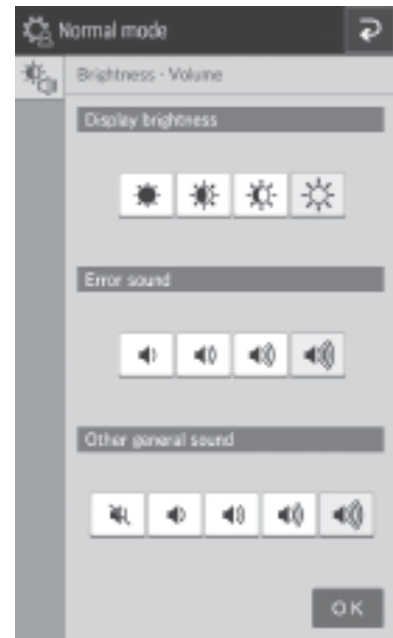 Normal mode
Brightness · Volume
Display brightness
Error sound
Other general sound
OK